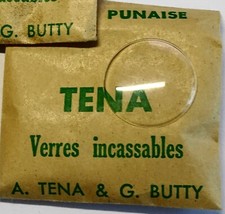 G. BUTTY
PUNAISE
TENA
Verres incassables
A. TENA & G. BUTTY